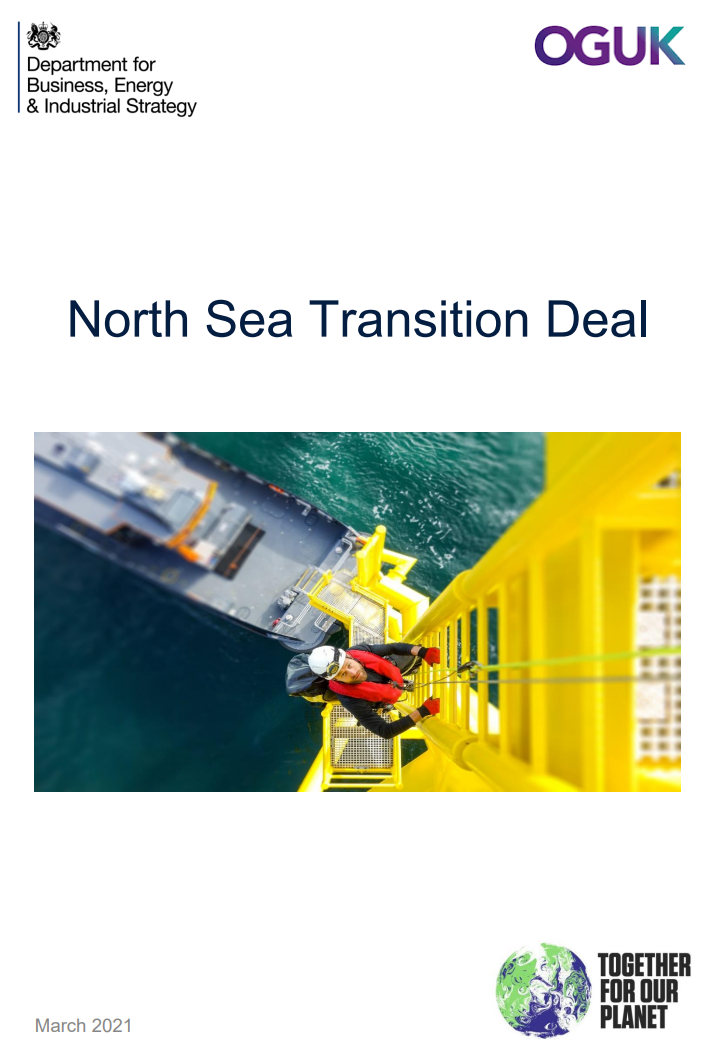 Department for
Business, Energy
& Industrial Strategy
OGUK
North Sea Transition Deal
TOGETHER
FOR OUR
PLANET
March 2021